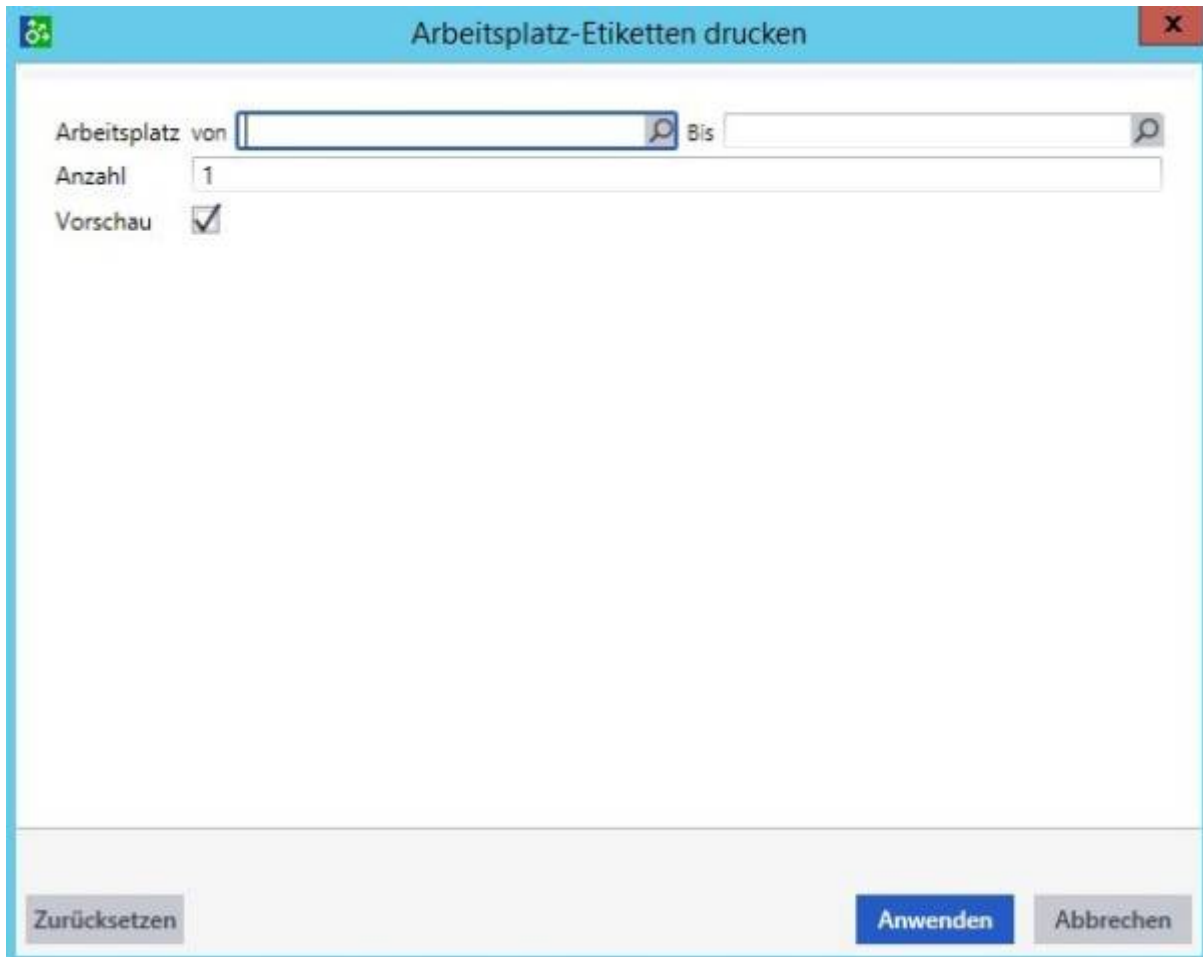 Arbeitsplatz-Etiketten drucken
x
Arbeitsplatz von Bis
Anzahl 1
Vorschau
Zurücksetzen Anwenden Abbrechen